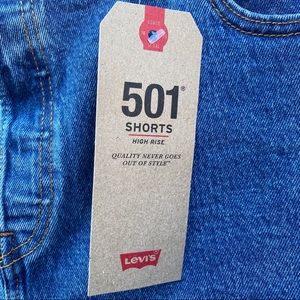 501®
SHORTS
HIGH RISE
QUALITY NEVER GOES
OUT OF STYLE™
LEVI'S